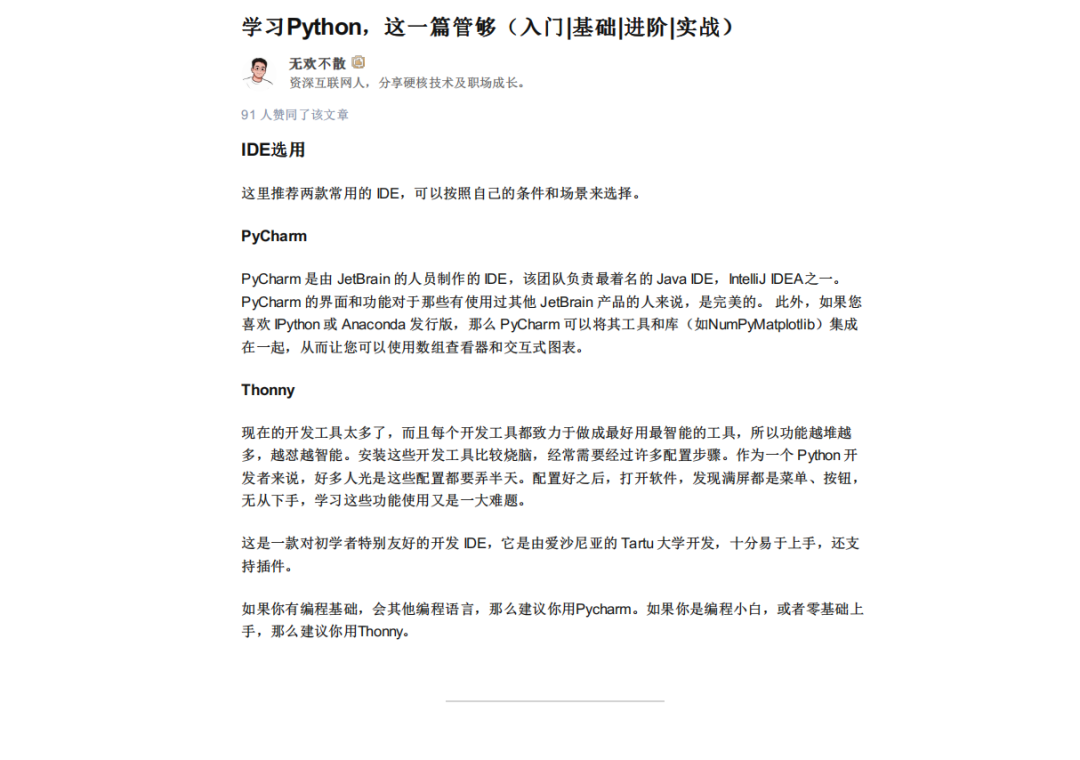 学习Python，这一篇管够（入门|基础|进阶|实战）
无欢不散
资深互联网人，分享硬核技术及职场成长。
91 人赞同了该文章
IDE选用
这里推荐两款常用的 IDE，可以按照自己的条件和场景来选择。
PyCharm
PyCharm 是由 JetBrain 的人员制作的 IDE，该团队负责最着名的 Java IDE，IntelliJ IDEA之一。
PyCharm 的界面和功能对于那些有使用过其他 JetBrain 产品的人来说，是完美的。 此外，如果您
喜欢 IPython 或 Anaconda 发行版，那么 PyCharm 可以将其工具和库（如NumPyMatplotlib）集成
在一起，从而让您可以使用数组查看器和交互式图表。
Thonny
现在的开发工具太多了，而且每个开发工具都致力于做成最好用最智能的工具，所以功能越堆越
多，越怼越智能。安装这些开发工具比较烧脑，经常需要经过许多配置步骤。作为一个 Python 开
发者来说，好多人光是这些配置都要弄半天。配置好之后，打开软件，发现满屏都是菜单、按钮，
无从下手，学习这些功能使用又是一大难题。
这是一款对初学者特别友好的开发 IDE，它是由爱沙尼亚的 Tartu 大学开发，十分易于上手，还支
持插件。
如果你有编程基础，会其他编程语言，那么建议你用Pycharm。如果你是编程小白，或者零基础上
手，那么建议你用Thonny。